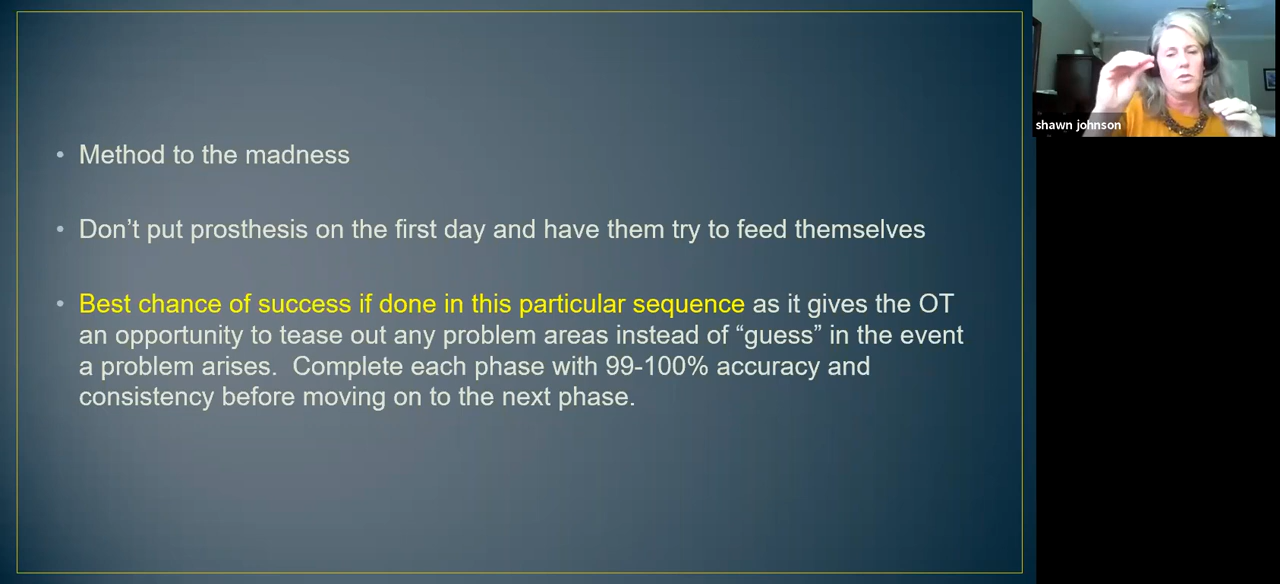 Method to the madness
Don’t put prosthesis on the first day and have them try to feed themselves
Best chance of success if done in this particular sequence as it gives the OT
an opportunity to tease out any problem areas instead of “guess” in the event
a problem arises.  Complete each phase with 99-100% accuracy and
consistency before moving on to the next phase.
shawn johnson